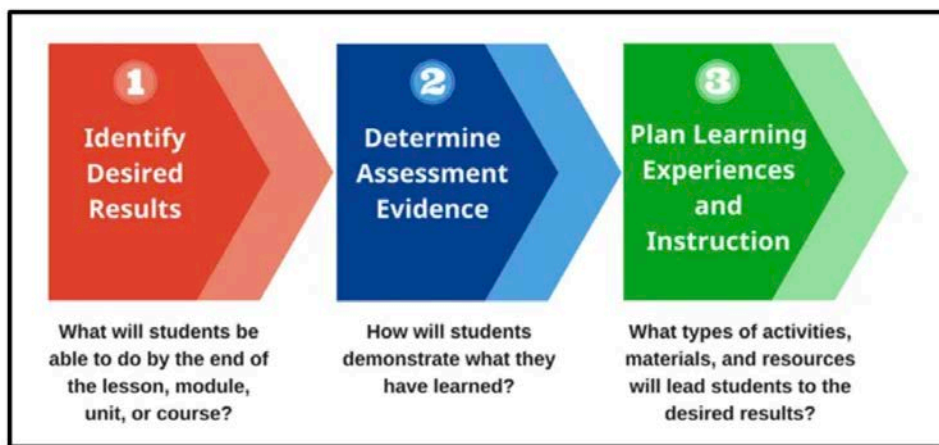 1
Identify
Desired
Results
What will students be
able to do by the end of
the lesson, module,
unit, or course?
2
Determine
Assessment
Evidence
How will students
demonstrate what they
have learned?
3
Plan Learning
Experiences
and
Instruction
What types of activities,
materials, and resources
will lead students to the
desired results?